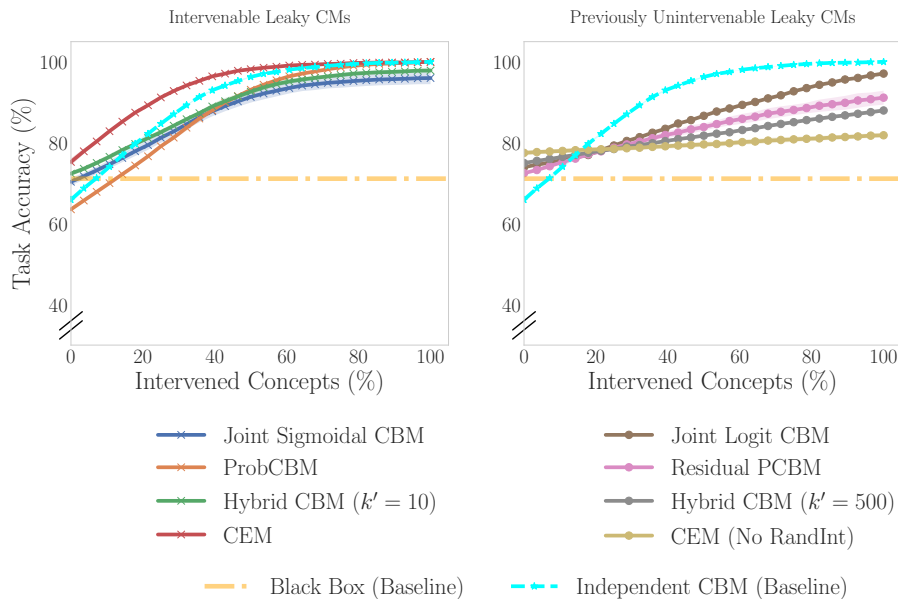 Intervenable Leaky CMs
Previously Unintervenable Leaky CMs
Task Accuracy (%)
100
80
60
40
0 20 40 60 80 100
Intervened Concepts (%)
100
80
60
40
0 20 40 60 80 100
Intervened Concepts (%)
Joint Sigmoidal CBM
ProbCBM
Hybrid CBM (k′ = 10)
CEM
Joint Logit CBM
Residual PCBM
Hybrid CBM (k′ = 500)
CEM (No RandInt)
Black Box (Baseline)
Independent CBM (Baseline)